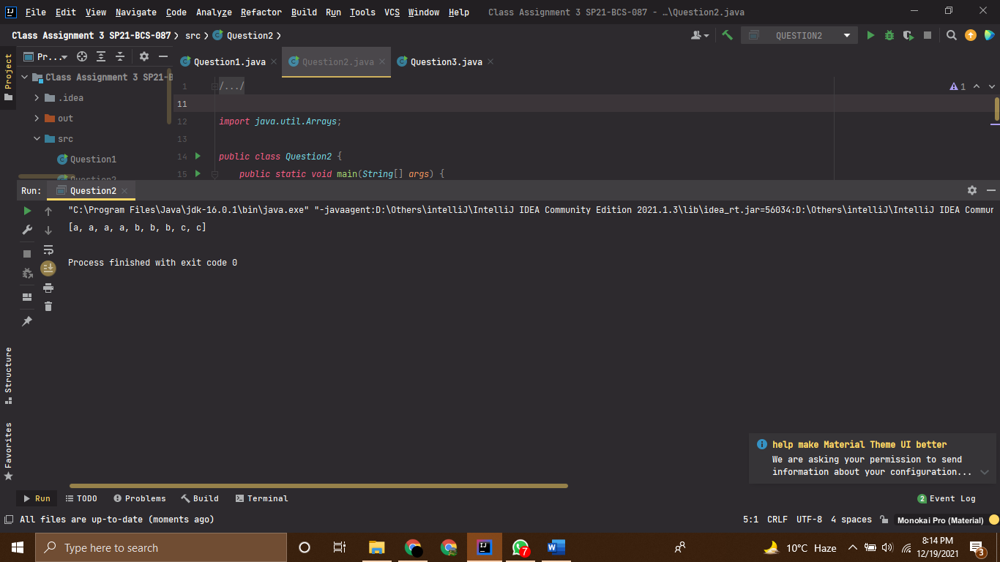 File Edit View Navigate Code Analyze Refactor Build Run Tools VCS Window Help Class Assignment 3 SP21-BCS-087 - …\Question2.java
Class Assignment 3 SP21-BCS-087 src Question2 QUESTION2
Pr... Question1.java Question2.java Question3.java
Project
Class Assignment 3 SP21-B
.idea
out
src
Question1
Question2
1 /.../
11
12 import java.util.Arrays;
13
14 public class Question2 {
15 public static void main(String[] args) {
1
Run: Question2
"C:\Program Files\Java\jdk-16.0.1\bin\java.exe" "-javaagent:D:\Others\intelliJ\IntelliJ IDEA Community Edition 2021.1.3\lib\idea_rt.jar=56034:D:\Others\intelliJ\IntelliJ IDEA Commun
[a, a, a, a, b, b, b, c, c]
Process finished with exit code 0
Structure
Favorites
help make Material Theme UI better
We are asking your permission to send
information about your configuration...
Run TODO Problems Build Terminal 2 Event Log
All files are up-to-date (moments ago) 5:1 CRLF UTF-8 4 spaces Monokai Pro (Material)
Type here to search 7 10°C Haze 8:14 PM
12/19/2021 3